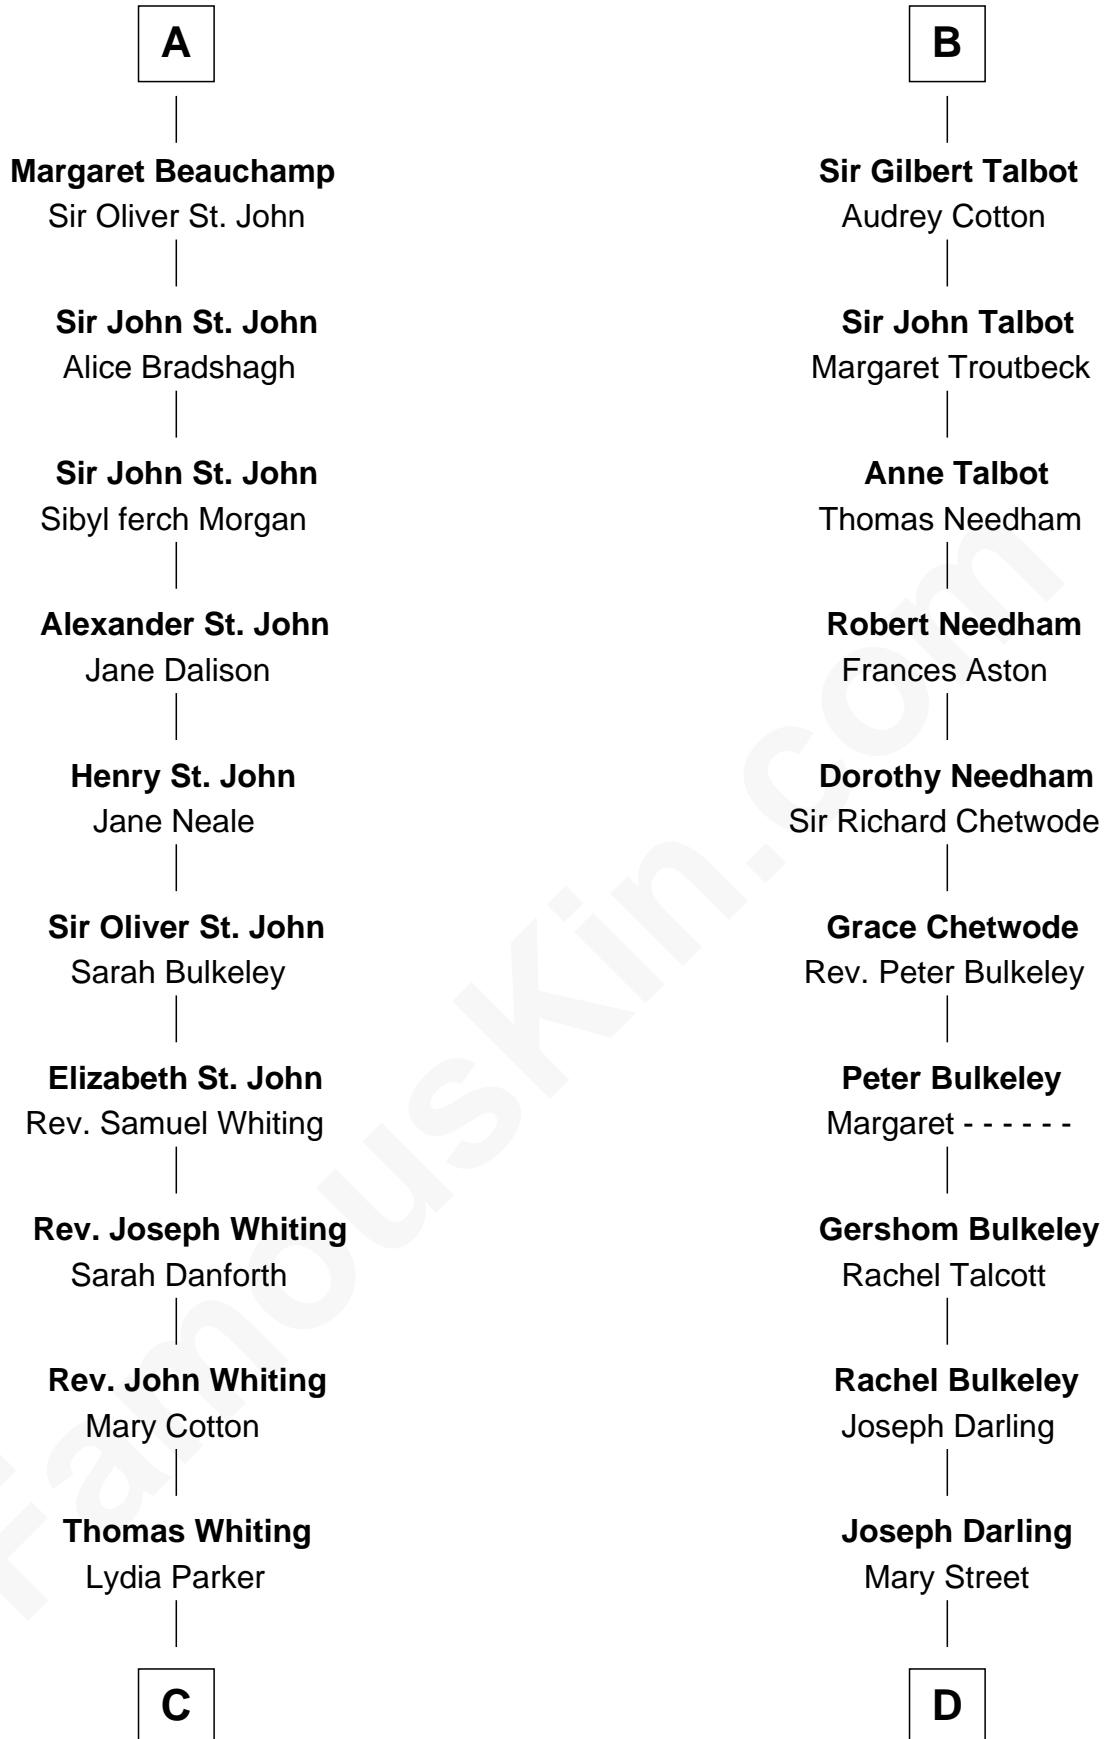 A
Margaret Beauchamp
Sir Oliver St. John
Sir John St. John
Alice Bradshagh
Sir John St. John
Sibyl ferch Morgan
Alexander St. John
Jane Dalison
Henry St. John
Jane Neale
Sir Oliver St. John
Sarah Bulkeley
Elizabeth St. John
Rev. Samuel Whiting
Rev. Joseph Whiting
Sarah Danforth
Rev. John Whiting
Mary Cotton
Thomas Whiting
Lydia Parker
C
B
Sir Gilbert Talbot
Audrey Cotton
Sir John Talbot
Margaret Troutbeck
Anne Talbot
Thomas Needham
Robert Needham
Frances Aston
Dorothy Needham
Sir Richard Chetwode
Grace Chetwode
Rev. Peter Bulkeley
Peter Bulkeley
Margaret - - - - - -
Gershom Bulkeley
Rachel Talcott
Rachel Bulkeley
Joseph Darling
Joseph Darling
Mary Street
D
FamousKin.com